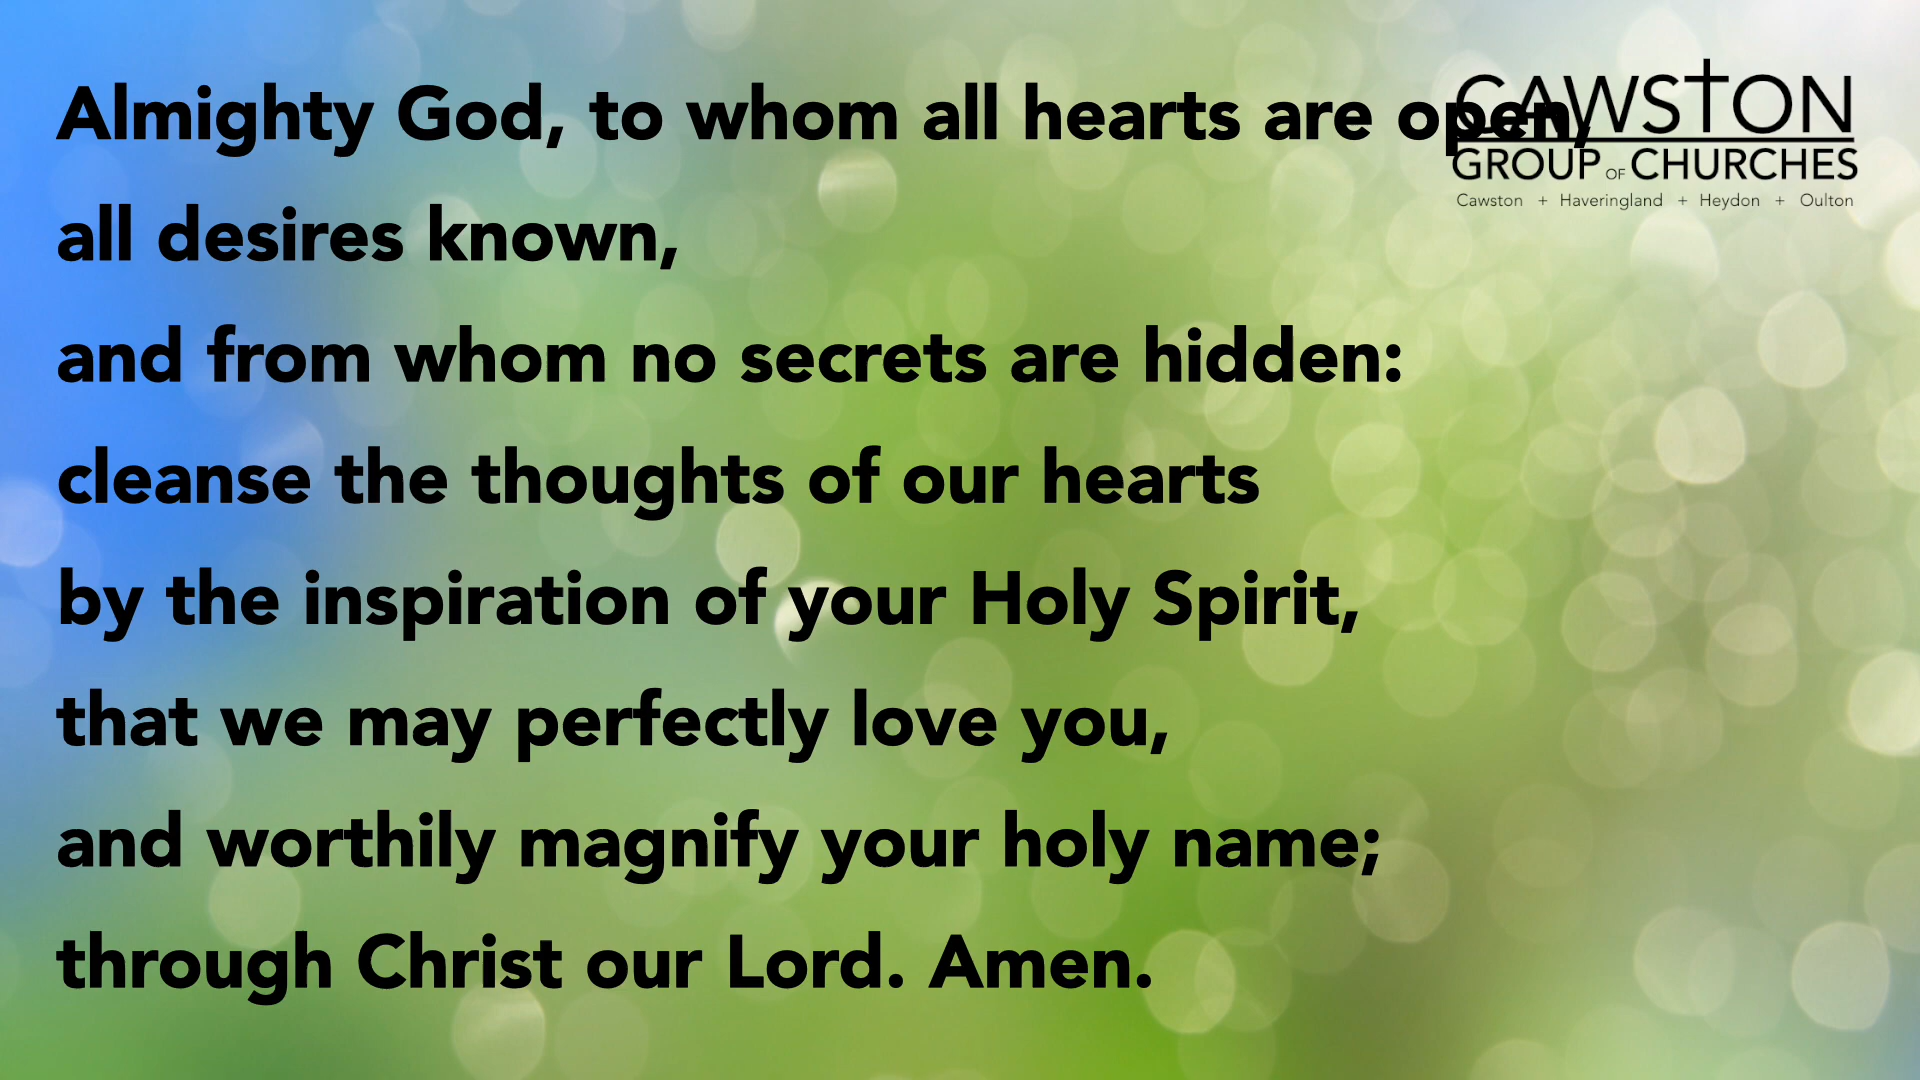 Almighty God, to whom all hearts are open,
all desires known,
and from whom no secrets are hidden:
cleanse the thoughts of our hearts
by the inspiration of your Holy Spirit,
that we may perfectly love you,
and worthily magnify your holy name;
through Christ our Lord. Amen.
CAWSTON
GROUP OF CHURCHES
Cawston + Haveringland + Heydon + Oulton